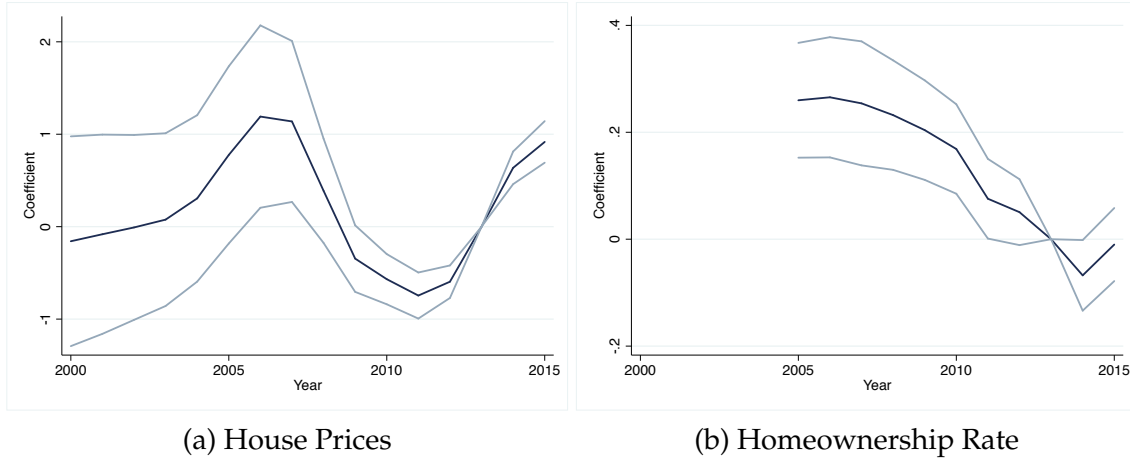 2
1
0
-1
Coefficient
2000
2005
2010
2015
Year
(a) House Prices
.4
.2
0
-.2
Coefficient
2000
2005
2010
2015
Year
(b) Homeownership Rate